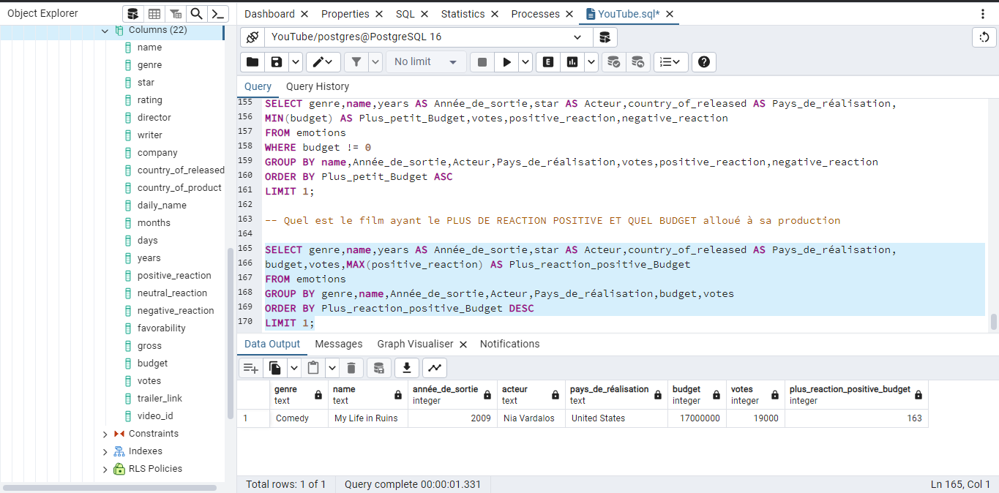 Object Explorer
Columns (22)
name
genre
star
rating
director
writer
company
country_of_released
country_of_product
daily_name
months
days
years
positive_reaction
neutral_reaction
negative_reaction
favorability
gross
budget
votes
trailer_link
video_id
Constraints
Indexes
RLS Policies
Dashboard Properties SQL Statistics Processes YouTube.sql*
YouTube/postgres@PostgreSQL 16
No limit
E
Query Query History
155 SELECT genre,name,years AS Année_de_sortie,star AS Acteur,country_of_released AS Pays_de_réalisation,
156 MIN(budget) AS Plus_petit_Budget,votes,positive_reaction,negative_reaction
157 FROM emotions
158 WHERE budget != 0
159 GROUP BY name,Année_de_sortie,Acteur,Pays_de_réalisation,votes,positive_reaction,negative_reaction
160 ORDER BY Plus_petit_Budget ASC
161 LIMIT 1;
162
163 -- Quel est le film ayant le PLUS DE REACTION POSITIVE ET QUEL BUDGET alloué à sa production
164
165 SELECT genre,name,years AS Année_de_sortie,star AS Acteur,country_of_released AS Pays_de_réalisation,
166 budget,votes,MAX(positive_reaction) AS Plus_reaction_positive_Budget
167 FROM emotions
168 GROUP BY genre,name,Année_de_sortie,Acteur,Pays_de_réalisation,budget,votes
169 ORDER BY Plus_reaction_positive_Budget DESC
170 LIMIT 1;
Data Output Messages Graph Visualiser Notifications
genre name année_de_sortie acteur pays_de_réalisation budget votes plus_reaction_positive_budget
text text integer text text integer integer integer
1 Comedy My Life in Ruins 2009 Nia Vardalos United States 17000000 19000 163
Total rows: 1 of 1 Query complete 00:00:01.331 Ln 165, Col 1